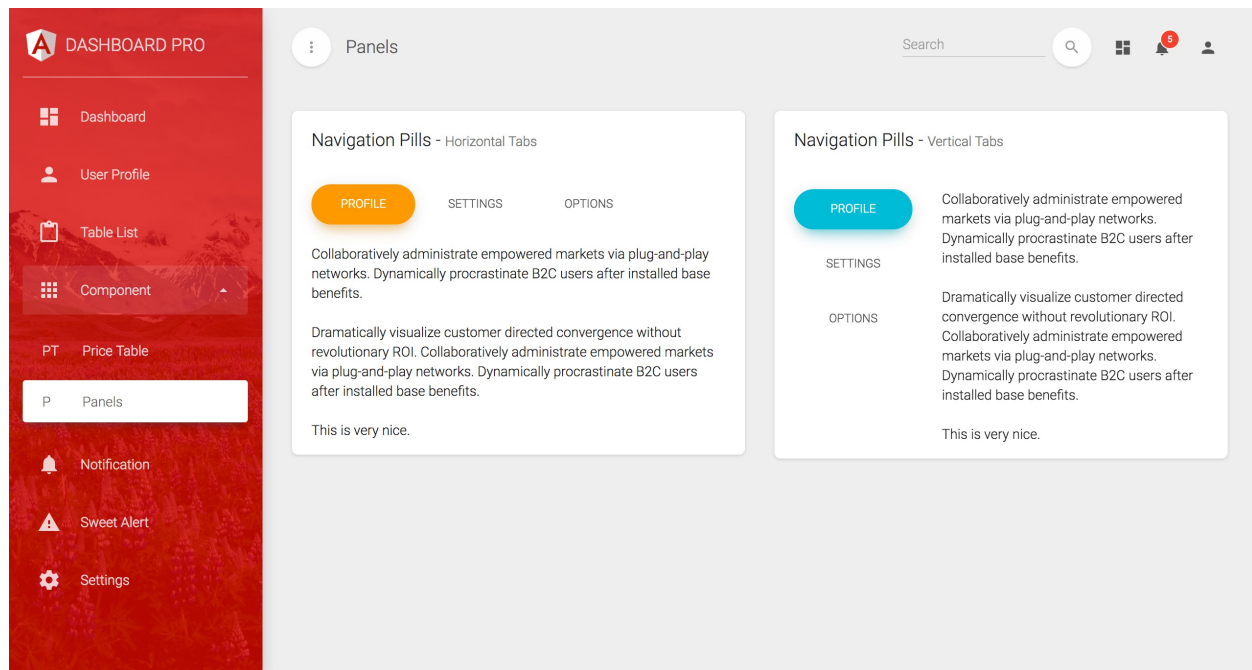 A DASHBOARD PRO
Dashboard
User Profile
Table List
Component
PT Price Table
P Panels
Notification
Sweet Alert
Settings
Panels
Search
5
Navigation Pills - Horizontal Tabs
PROFILE SETTINGS OPTIONS
Collaboratively administrate empowered markets via plug-and-play
networks. Dynamically procrastinate B2C users after installed base
benefits.
Dramatically visualize customer directed convergence without
revolutionary ROI. Collaboratively administrate empowered markets
via plug-and-play networks. Dynamically procrastinate B2C users
after installed base benefits.
This is very nice.
Navigation Pills - Vertical Tabs
PROFILE
SETTINGS
OPTIONS
Collaboratively administrate empowered
markets via plug-and-play networks.
Dynamically procrastinate B2C users after
installed base benefits.
Dramatically visualize customer directed
convergence without revolutionary ROI.
Collaboratively administrate empowered
markets via plug-and-play networks.
Dynamically procrastinate B2C users after
installed base benefits.
This is very nice.